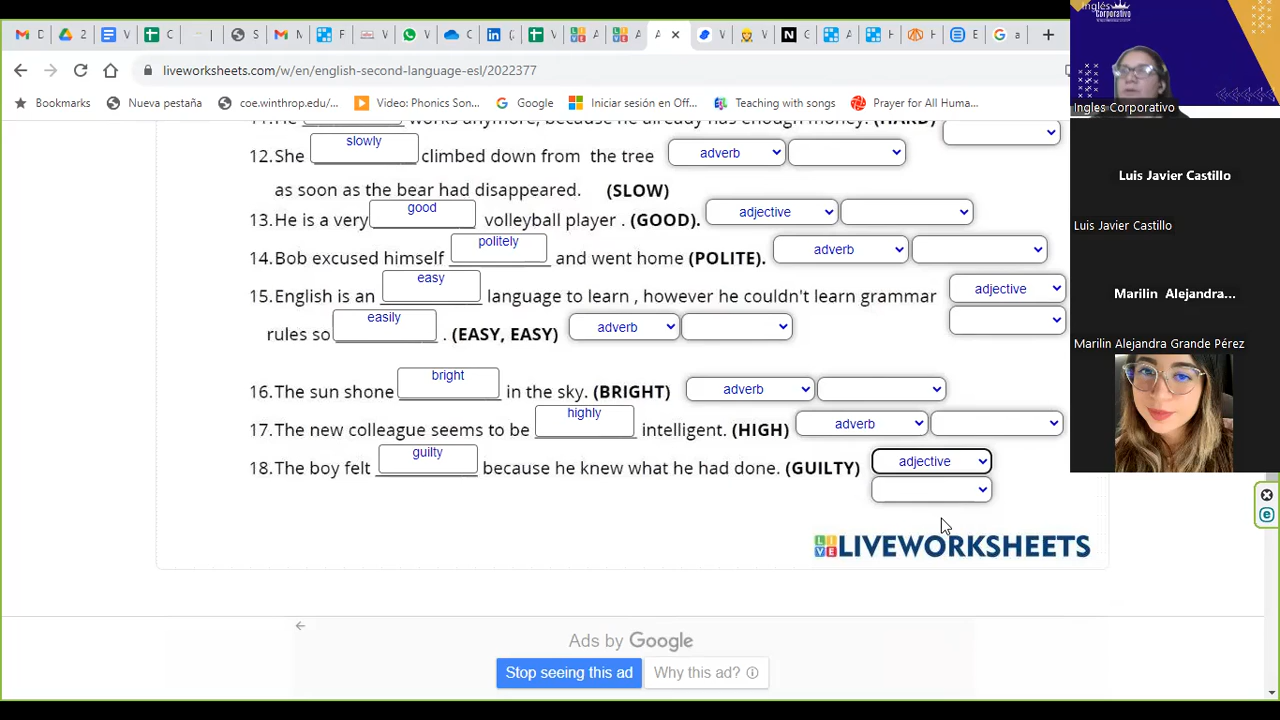 Inglés
Corporativo
liveworksheets.com/w/en/english-second-language-esl/2022377
Bookmarks Nueva pestaña coe.winthrop.edu/... Video: Phonics Son... Google Iniciar sesión en Off... Teaching with songs Prayer for All Huma...
Ingles Corporativo
Luis Javier Castillo
Luis Javier Castillo
Marilin Alejandra...
Marilin Alejandra Grande Pérez
works anymore, because he already has enough money. (HARD)
12.She slowly climbed down from the tree adverb
as soon as the bear had disappeared. (SLOW)
13.He is a very good volleyball player . (GOOD). adjective
14.Bob excused himself politely and went home (POLITE). adverb
15.English is an easy language to learn , however he couldn't learn grammar adjective
rules so easily . (EASY, EASY) adverb
16.The sun shone bright in the sky. (BRIGHT) adverb
17.The new colleague seems to be highly intelligent. (HIGH) adverb
18.The boy felt guilty because he knew what he had done. (GUILTY) adjective
LIVEWORKSHEETS
Ads by Google
Stop seeing this ad Why this ad?